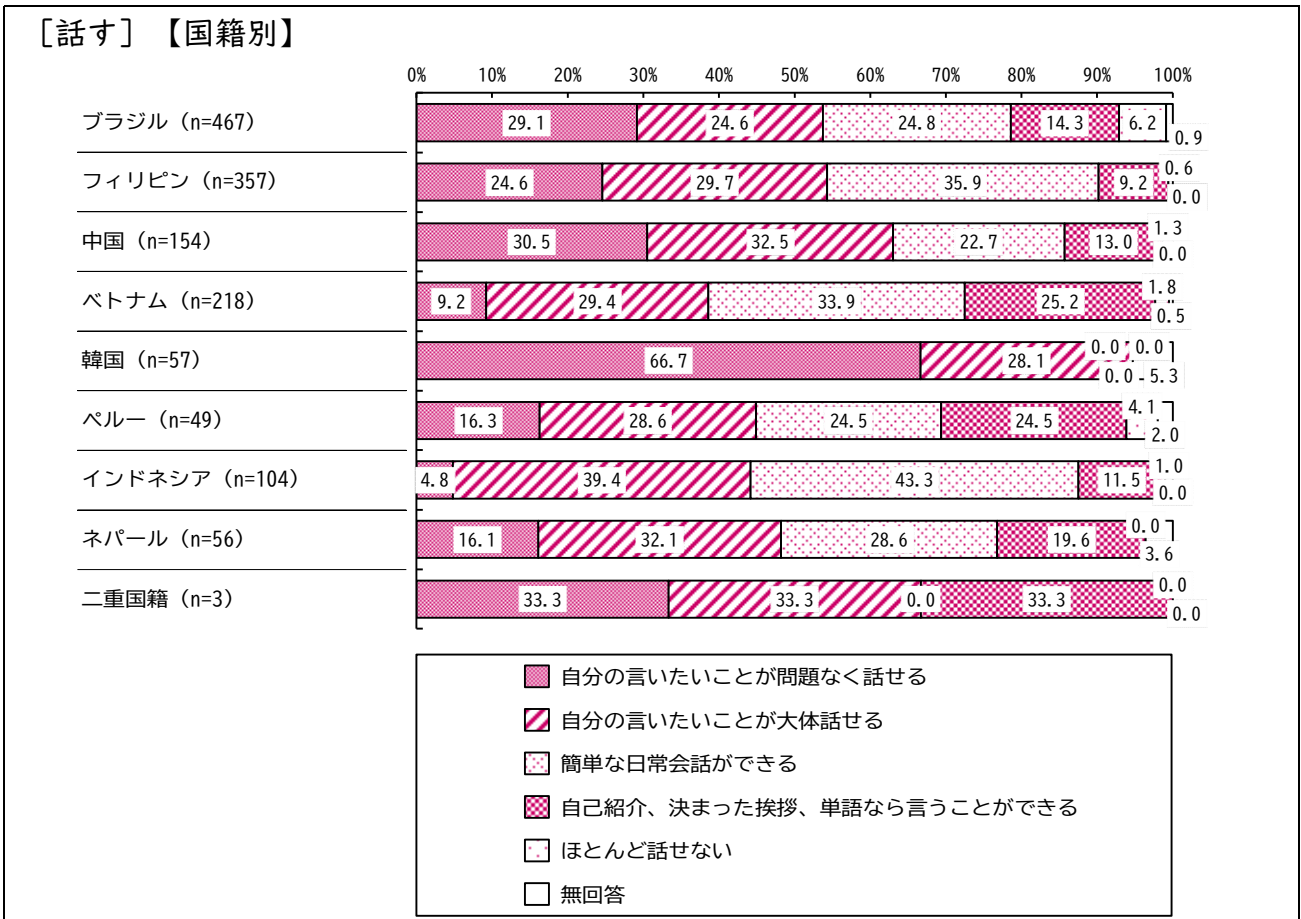 ［話す］【国籍別】
0% 10% 20% 30% 40% 50% 60% 70% 80% 90% 100%
ブラジル (n=467) 29.1 24.6 24.8 14.3 6.2 0.9
フィリピン (n=357) 24.6 29.7 35.9 9.2 0.6 0.0
中国 (n=154) 30.5 32.5 22.7 13.0 1.3 0.0
ベトナム (n=218) 9.2 29.4 33.9 25.2 1.8 0.5
韓国 (n=57) 66.7 28.1 0.0 0.0 0.0 5.3
ペルー (n=49) 16.3 28.6 24.5 24.5 4.1 2.0
インドネシア (n=104) 4.8 39.4 43.3 11.5 1.0 0.0
ネパール (n=56) 16.1 32.1 28.6 19.6 0.0 3.6
二重国籍 (n=3) 33.3 33.3 0.0 33.3 0.0 0.0
自分の言いたいことが問題なく話せる
自分の言いたいことが大体話せる
簡単な日常会話ができる
自己紹介、決まった挨拶、単語なら言うことができる
ほとんど話せない
無回答